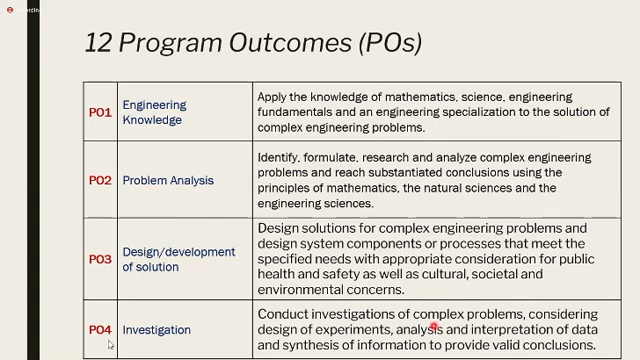 12 Program Outcomes (POs)
PO1
Engineering
Knowledge
Apply the knowledge of mathematics, science, engineering
fundamentals and an engineering specialization to the solution of
complex engineering problems.
PO2
Problem Analysis
Identify, formulate, research and analyze complex engineering
problems and reach substantiated conclusions using the
principles of mathematics, the natural sciences and the
engineering sciences.
PO3
Design/development
of solution
Design solutions for complex engineering problems and
design system components or processes that meet the
specified needs with appropriate consideration for public
health and safety as well as cultural, societal and
environmental concerns.
PO4
Investigation
Conduct investigations of complex problems, considering
design of experiments, analysis and interpretation of data
and synthesis of information to provide valid conclusions.